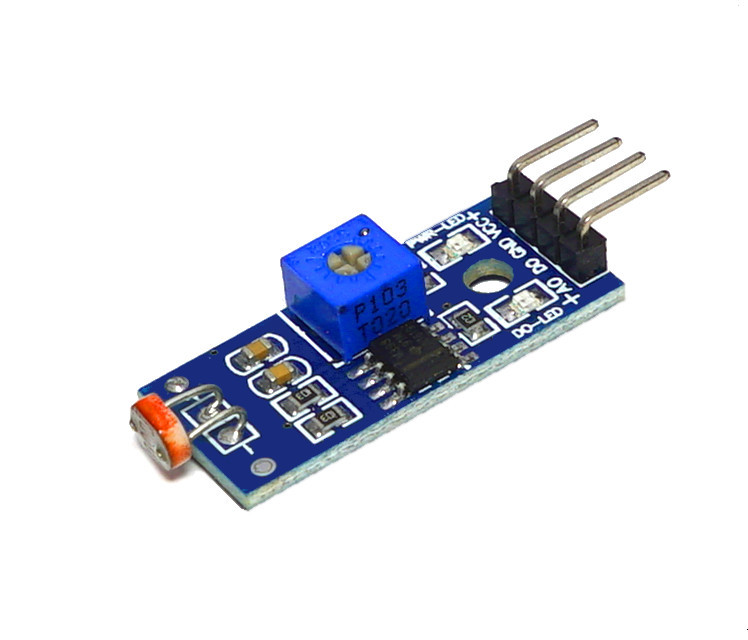 PWR-LED
VCC
GND
DO
AO
DO-LED
P103
T020